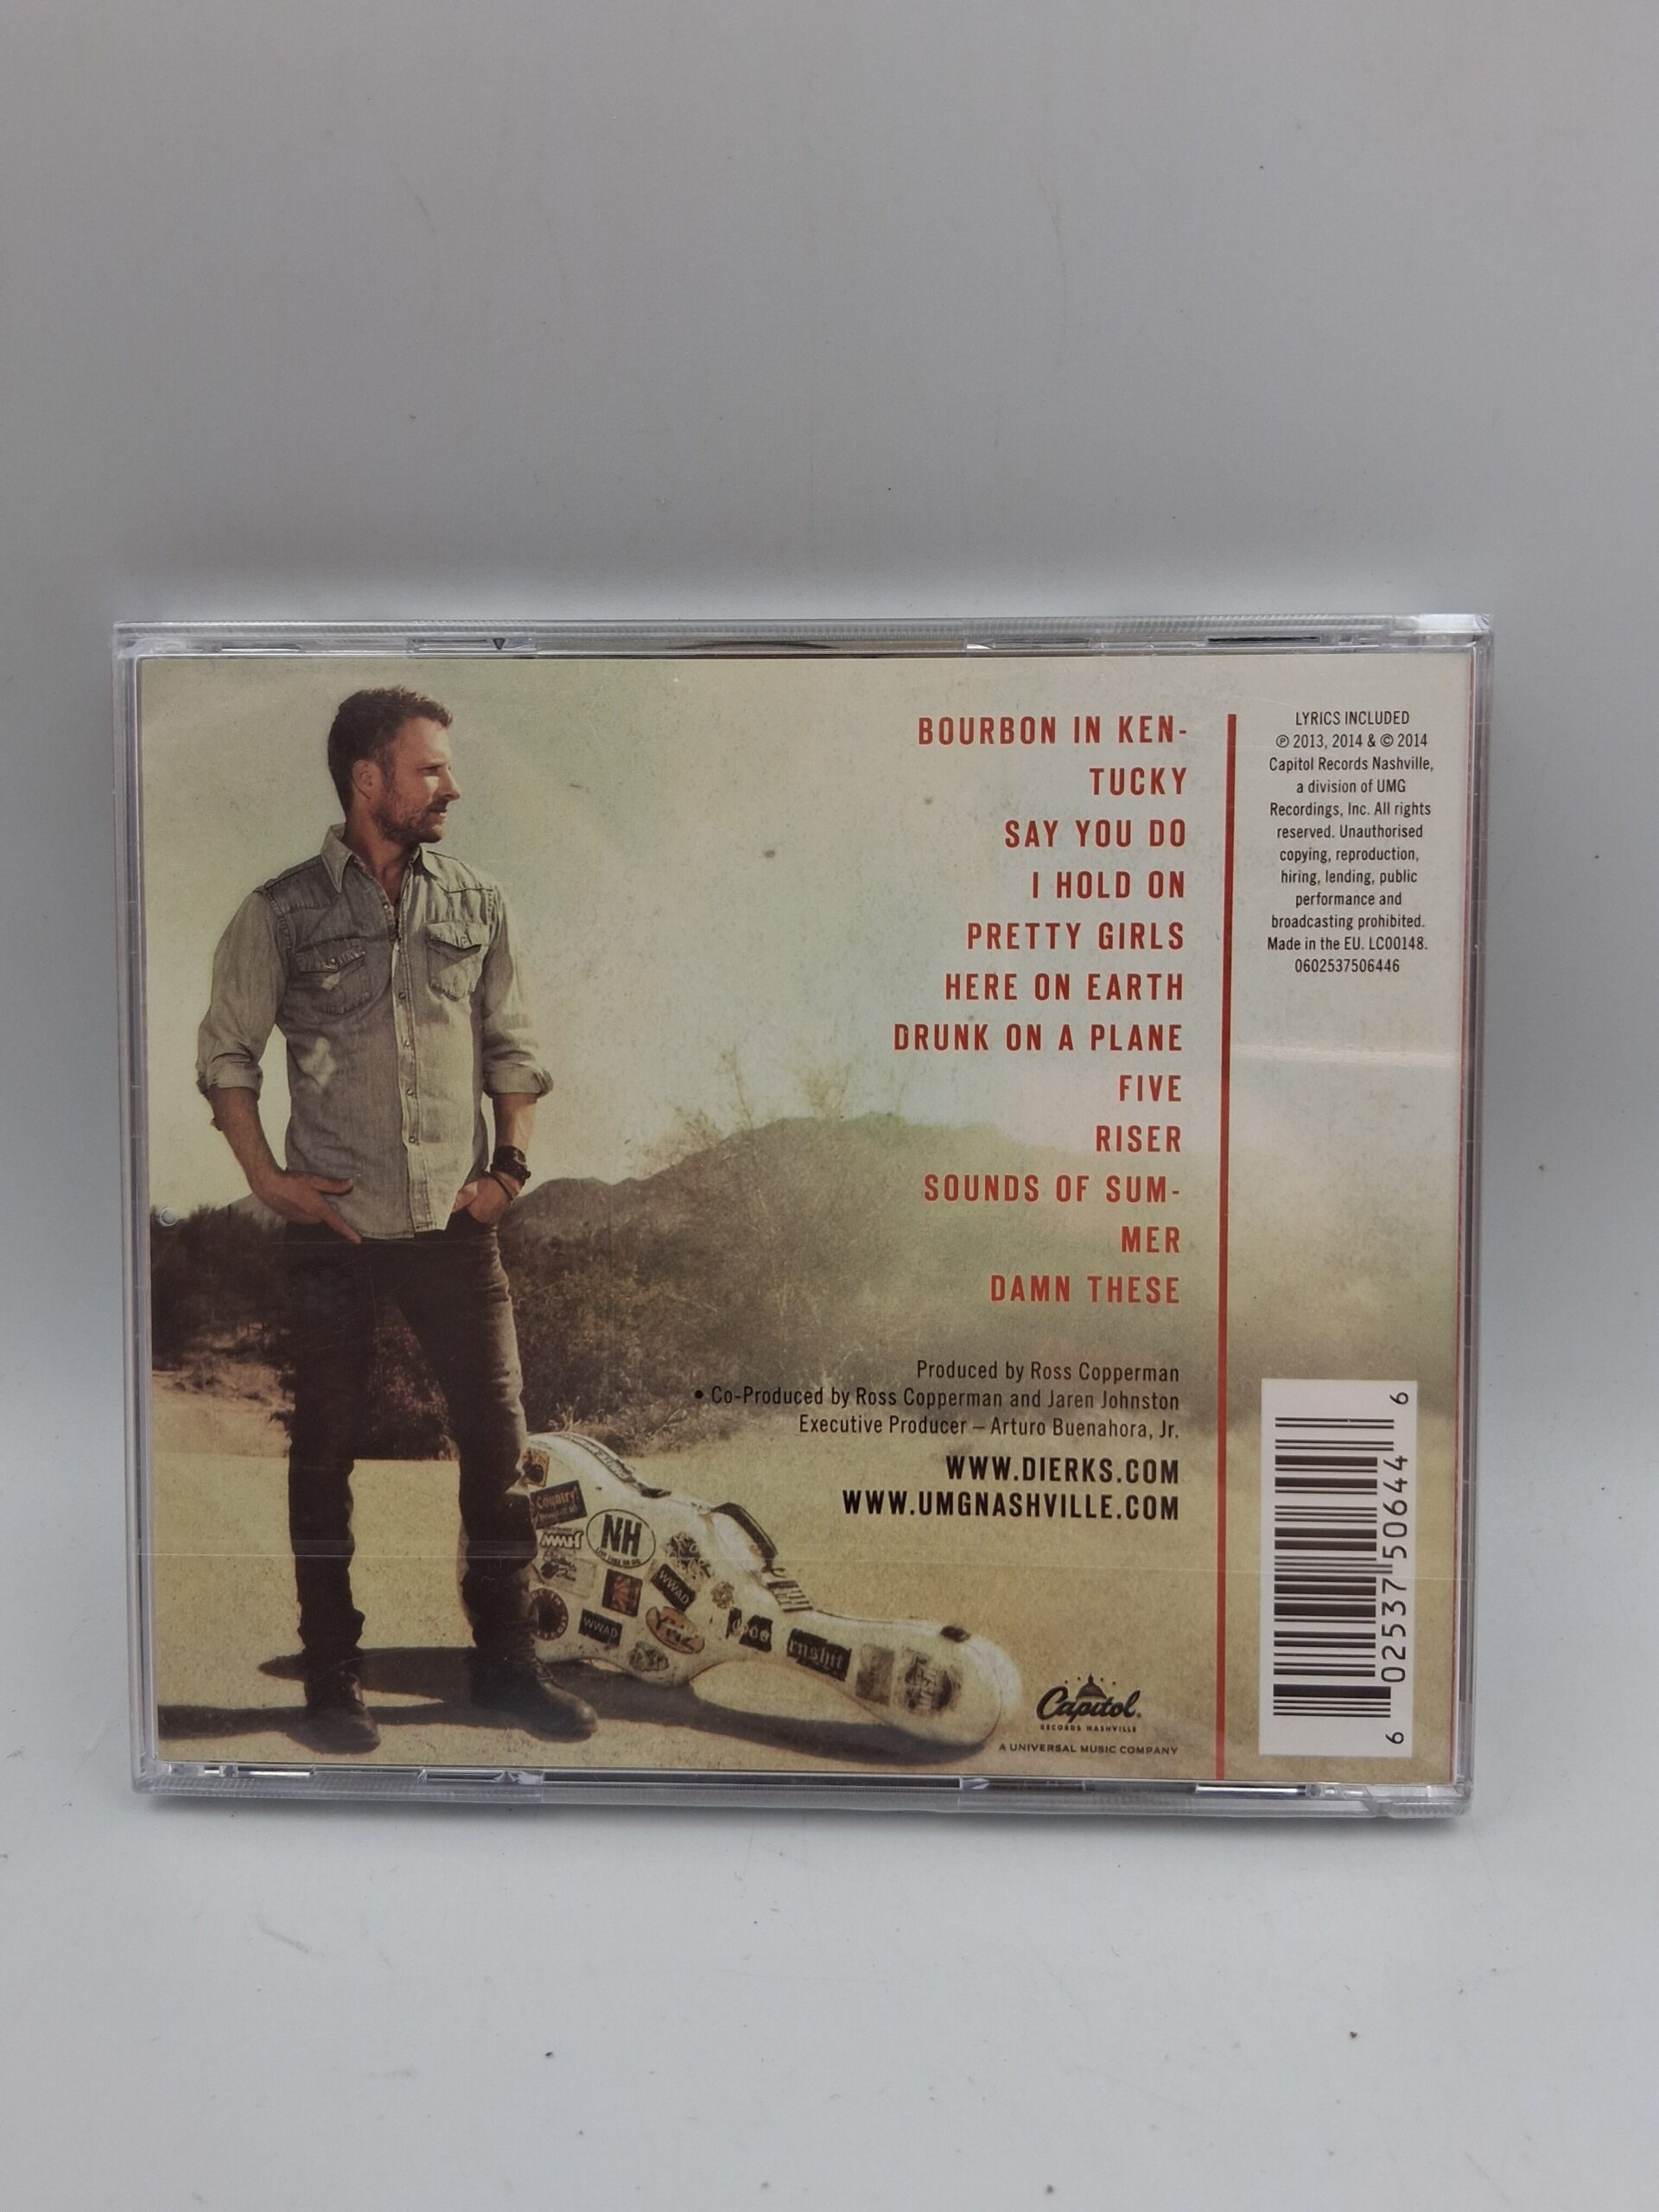 BOURBON IN KEN-
TUCKY
SAY YOU DO
I HOLD ON
PRETTY GIRLS
HERE ON EARTH
DRUNK ON A PLANE
FIVE
RISER
SOUNDS OF SUM-
MER
DAMN THESE
Produced by Ross Copperman
• Co-Produced by Ross Copperman and Jaren Johnston
Executive Producer – Arturo Buenahora, Jr.
WWW.DIERKS.COM
WWW.UMGNASHVILLE.COM
Country!
NH
WWAD
WWAD
Capitol.
RECORDS NASHVILLE
A UNIVERSAL MUSIC COMPANY
LYRICS INCLUDED
℗ 2013, 2014 & © 2014
Capitol Records Nashville,
a division of UMG
Recordings, Inc. All rights
reserved. Unauthorised
copying, reproduction,
hiring, lending, public
performance and
broadcasting prohibited.
Made in the EU. LC00148.
0602537506446
6 02537 50644 6